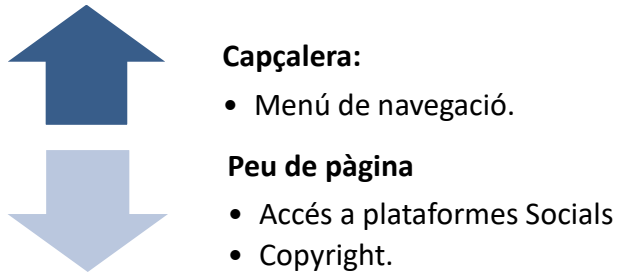 Capçalera:
• Menú de navegació.
Peu de pàgina
• Accés a plataformes Socials
• Copyright.